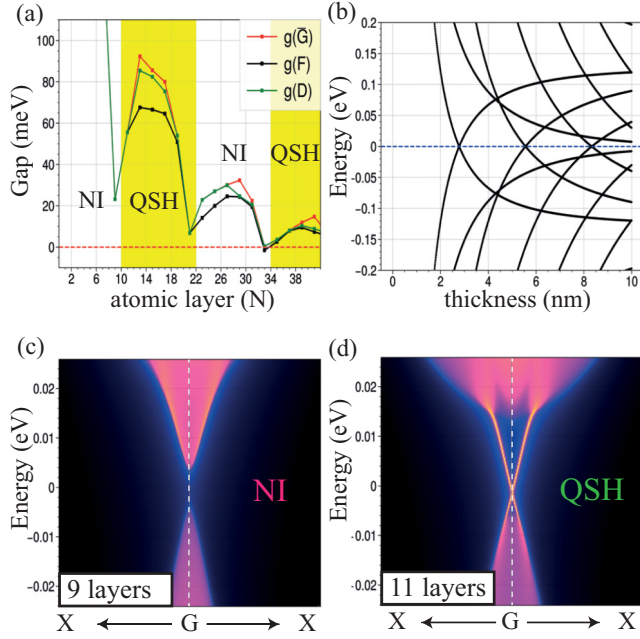 (a)
100
80
60
40
20
0
Gap (meV)
g(G̅)
g(F)
g(D)
NI
QSH
NI
QSH
2 6 10 14 18 22 26 30 34 38
atomic layer (N)
(b)
0.2
0.15
0.1
0.05
0
-0.05
-0.1
-0.15
-0.2
Energy (eV)
0 2 4 6 8 10
thickness (nm)
(c)
0.02
0.01
0
-0.01
-0.02
Energy (eV)
NI
9 layers
X G X
(d)
0.02
0.01
0
-0.01
-0.02
Energy (eV)
QSH
11 layers
X G X